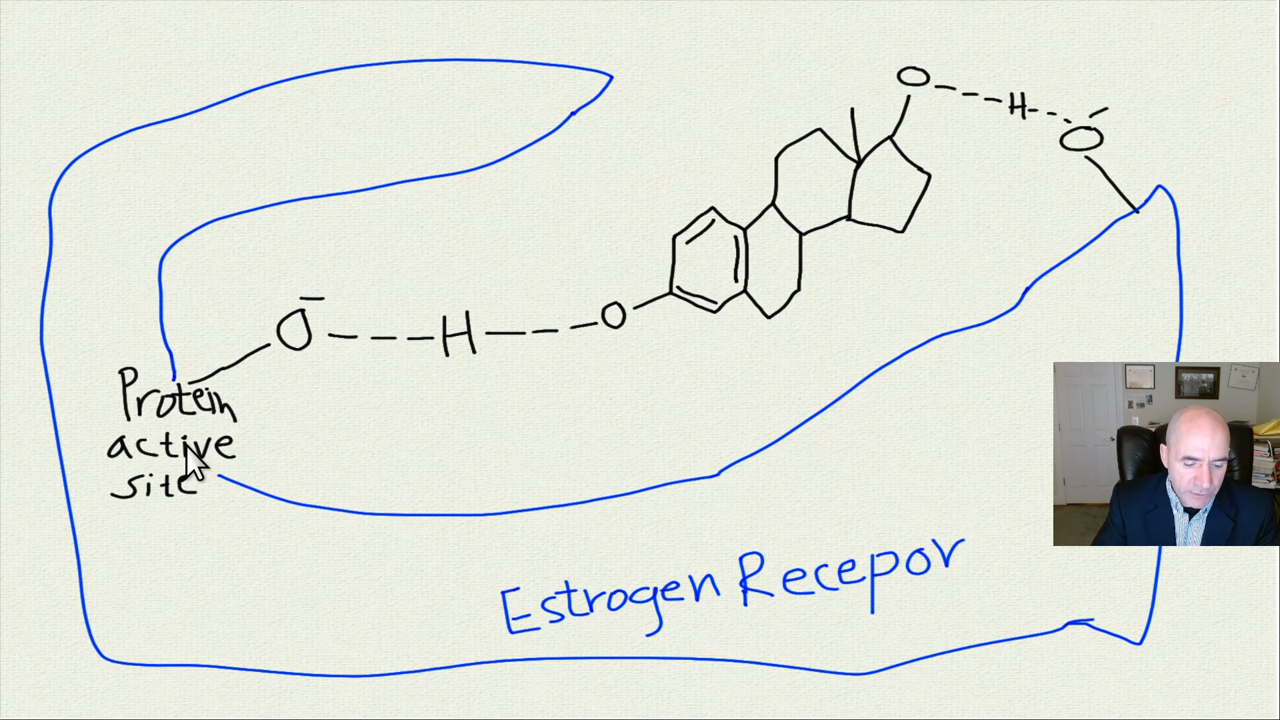 O H O
O H O
Protein
active
site
Estrogen Recepor